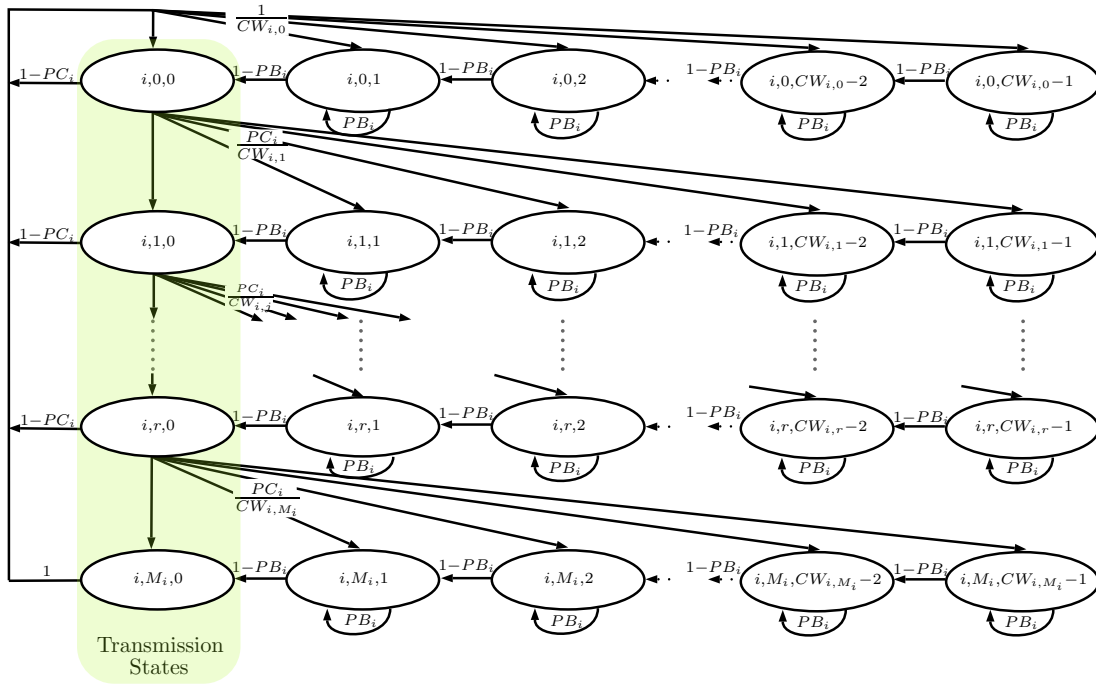 1/CW_{i,0}
1−PC_i i,0,0 1−PB_i i,0,1 1−PB_i i,0,2 1−PB_i i,0,CW_{i,0}−2 1−PB_i i,0,CW_{i,0}−1
PB_i PB_i PB_i PB_i
PC_i/CW_{i,1}
1−PC_i i,1,0 1−PB_i i,1,1 1−PB_i i,1,2 1−PB_i i,1,CW_{i,1}−2 1−PB_i i,1,CW_{i,1}−1
PB_i PB_i PB_i PB_i
PC_i/CW_{i,j}
1−PC_i i,r,0 1−PB_i i,r,1 1−PB_i i,r,2 1−PB_i i,r,CW_{i,r}−2 1−PB_i i,r,CW_{i,r}−1
PB_i PB_i PB_i PB_i
PC_i/CW_{i,M_i}
1 i,M_i,0 1−PB_i i,M_i,1 1−PB_i i,M_i,2 1−PB_i i,M_i,CW_{i,M_i}−2 1−PB_i i,M_i,CW_{i,M_i}−1
PB_i PB_i PB_i PB_i
Transmission
States